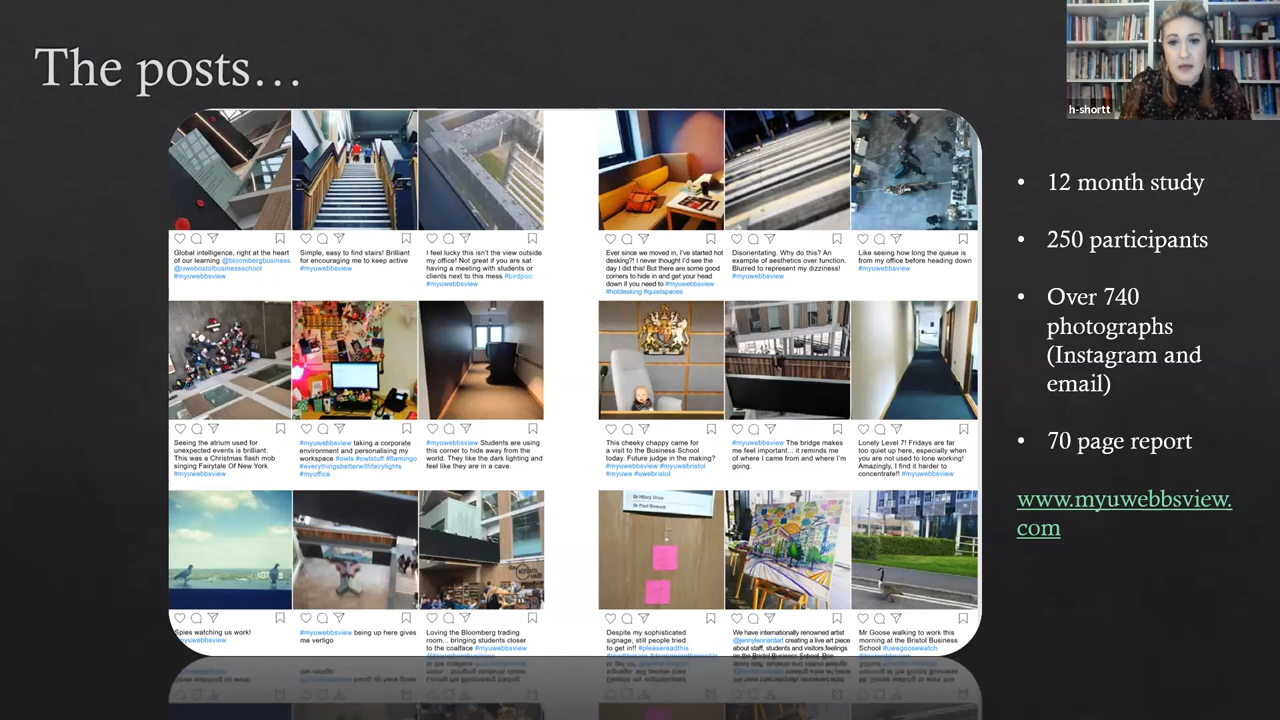 The posts…
h-shortt
Global intelligence, right at the heart
of our learning @bloombergbusiness
@uwebristolbusinesschool
#myuwebbsview
Simple, easy to find stairs! Brilliant
for encouraging me to keep active
#myuwebbsview
I feel lucky this isn't the view outside
my office! Not great if you are sat
having a meeting with students or
clients next to this mess #birdpoo
#myuwebbsview
Ever since we moved in, I've started hot
desking?! I never thought I'd see the
day I did this! But there are some good
corners to hide in and get your head
down if you need to #myuwebbsview
#hotdesking #quietspaces
Disorientating. Why do this? An
example of aesthetics over function.
Blurred to represent my dizziness!
#myuwebbsview
Like seeing how long the queue is
from my office before heading down
#myuwebbsview
Seeing the atrium used for
unexpected events is brilliant.
This was a Christmas flash mob
singing Fairytale Of New York
#myuwebbsview
#myuwebbsview taking a corporate
environment and personalising my
workspace #owls #owlstuff #flamingo
#everythingsbetterwithfairylights
#myoffice
#myuwebbsview Students are using
this corner to hide away from the
world. They like the dark lighting and
feel like they are in a cave.
This cheeky chappy came for
a visit to the Business School
today. Future judge in the making?
#myuwebbsview #myuwebristol
#myuwe #uwebristol
#myuwebbsview The bridge makes
me feel important... it reminds me
of where I came from and where I'm
going.
Lonely Level 7! Fridays are far
too quiet up here, especially when
you are not used to lone working!
Amazingly, I find it harder to
concentrate!! #myuwebbsview
atrium
café
Dr Hilary Drew
Dr Paul Bennett
Spies watching us work!
#myuwebbsview
#myuwebbsview being up here gives
me vertigo
Loving the Bloomberg trading
room... bringing students closer
to the coalface #myuwebbsview
Despite my sophisticated
signage, still people tried
to get in!! #pleasereadthis
We have internationally renowned artist
@jennyleonardart creating a live art piece
about staff, students and visitors feelings
on the Bristol Business School.
Mr Goose walking to work this
morning at the Bristol Business
School #uwegoosewatch
• 12 month study
• 250 participants
• Over 740
photographs
(Instagram and
email)
• 70 page report
www.myuwebbsview.
com